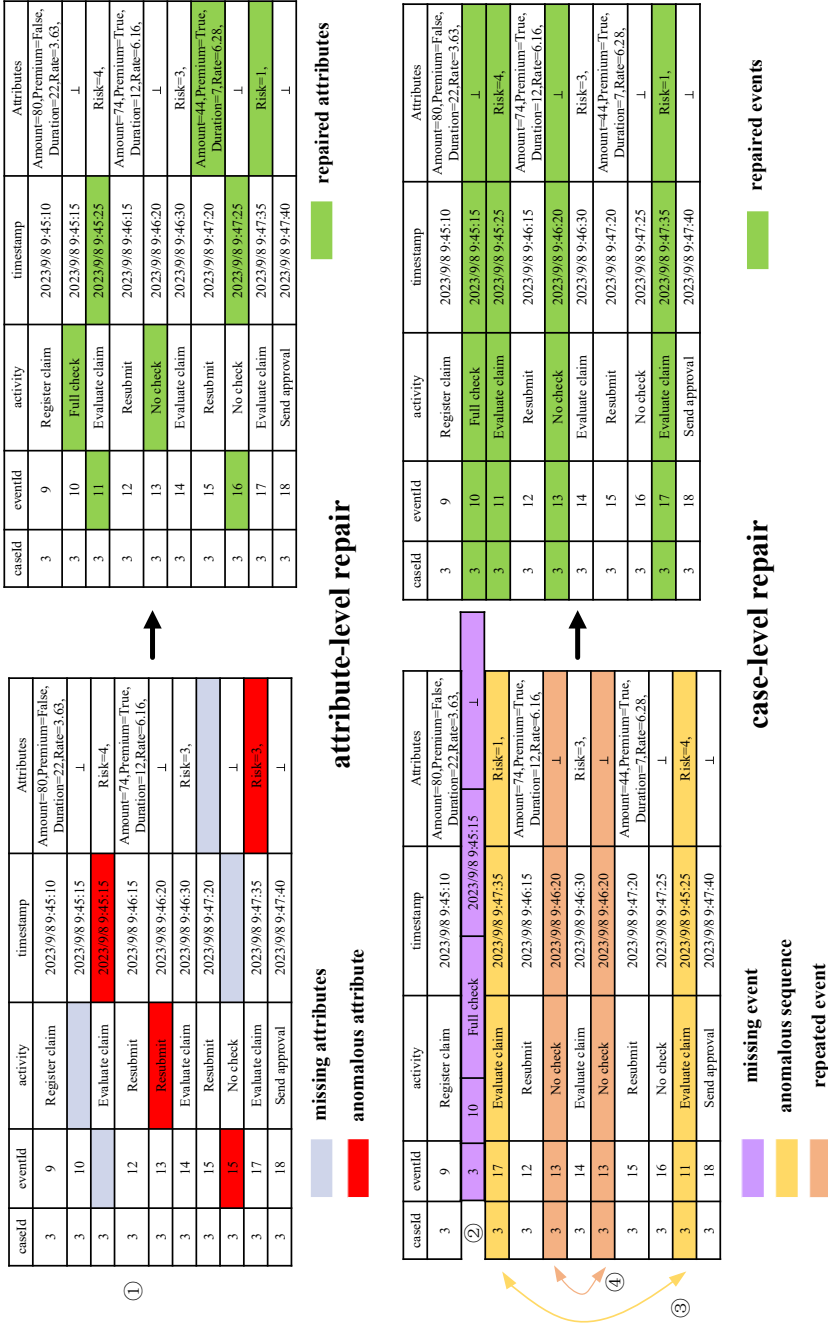 ①
caseId eventId activity timestamp Attributes
3 9 Register claim 2023/9/8 9:45:10 Amount=80,Premium=False,
Duration=22,Rate=3.63,
3 10 2023/9/8 9:45:15 ⊥
3 Evaluate claim 2023/9/8 9:45:15 Risk=4,
3 12 Resubmit 2023/9/8 9:46:15 Amount=74,Premium=True,
Duration=12,Rate=6.16,
3 13 Resubmit 2023/9/8 9:46:20 ⊥
3 14 Evaluate claim 2023/9/8 9:46:30 Risk=3,
3 15 Resubmit 2023/9/8 9:47:20
3 15 No check ⊥
3 17 Evaluate claim 2023/9/8 9:47:35 Risk=3,
3 18 Send approval 2023/9/8 9:47:40 ⊥
missing attributes
anomalous attribute
attribute-level repair
caseId eventId activity timestamp Attributes
3 9 Register claim 2023/9/8 9:45:10 Amount=80,Premium=False,
Duration=22,Rate=3.63,
3 10 Full check 2023/9/8 9:45:15 ⊥
3 11 Evaluate claim 2023/9/8 9:45:25 Risk=4,
3 12 Resubmit 2023/9/8 9:46:15 Amount=74,Premium=True,
Duration=12,Rate=6.16,
3 13 No check 2023/9/8 9:46:20 ⊥
3 14 Evaluate claim 2023/9/8 9:46:30 Risk=3,
3 15 Resubmit 2023/9/8 9:47:20 Amount=44,Premium=True,
Duration=7,Rate=6.28,
3 16 No check 2023/9/8 9:47:25 ⊥
3 17 Evaluate claim 2023/9/8 9:47:35 Risk=1,
3 18 Send approval 2023/9/8 9:47:40 ⊥
repaired attributes
caseId eventId activity timestamp Attributes
3 9 Register claim 2023/9/8 9:45:10 Amount=80,Premium=False,
Duration=22,Rate=3.63,
② 3 10 Full check 2023/9/8 9:45:15 ⊥
3 17 Evaluate claim 2023/9/8 9:47:35 Risk=1,
3 12 Resubmit 2023/9/8 9:46:15 Amount=74,Premium=True,
Duration=12,Rate=6.16,
3 13 No check 2023/9/8 9:46:20 ⊥
3 14 Evaluate claim 2023/9/8 9:46:30 Risk=3,
④ 3 13 No check 2023/9/8 9:46:20 ⊥
3 15 Resubmit 2023/9/8 9:47:20 Amount=44,Premium=True,
Duration=7,Rate=6.28,
3 16 No check 2023/9/8 9:47:25 ⊥
③ 3 11 Evaluate claim 2023/9/8 9:45:25 Risk=4,
3 18 Send approval 2023/9/8 9:47:40 ⊥
missing event
anomalous sequence
repeated event
case-level repair
caseId eventId activity timestamp Attributes
3 9 Register claim 2023/9/8 9:45:10 Amount=80,Premium=False,
Duration=22,Rate=3.63,
3 10 Full check 2023/9/8 9:45:15 ⊥
3 11 Evaluate claim 2023/9/8 9:45:25 Risk=4,
3 12 Resubmit 2023/9/8 9:46:15 Amount=74,Premium=True,
Duration=12,Rate=6.16,
3 13 No check 2023/9/8 9:46:20 ⊥
3 14 Evaluate claim 2023/9/8 9:46:30 Risk=3,
3 15 Resubmit 2023/9/8 9:47:20 Amount=44,Premium=True,
Duration=7,Rate=6.28,
3 16 No check 2023/9/8 9:47:25 ⊥
3 17 Evaluate claim 2023/9/8 9:47:35 Risk=1,
3 18 Send approval 2023/9/8 9:47:40 ⊥
repaired events